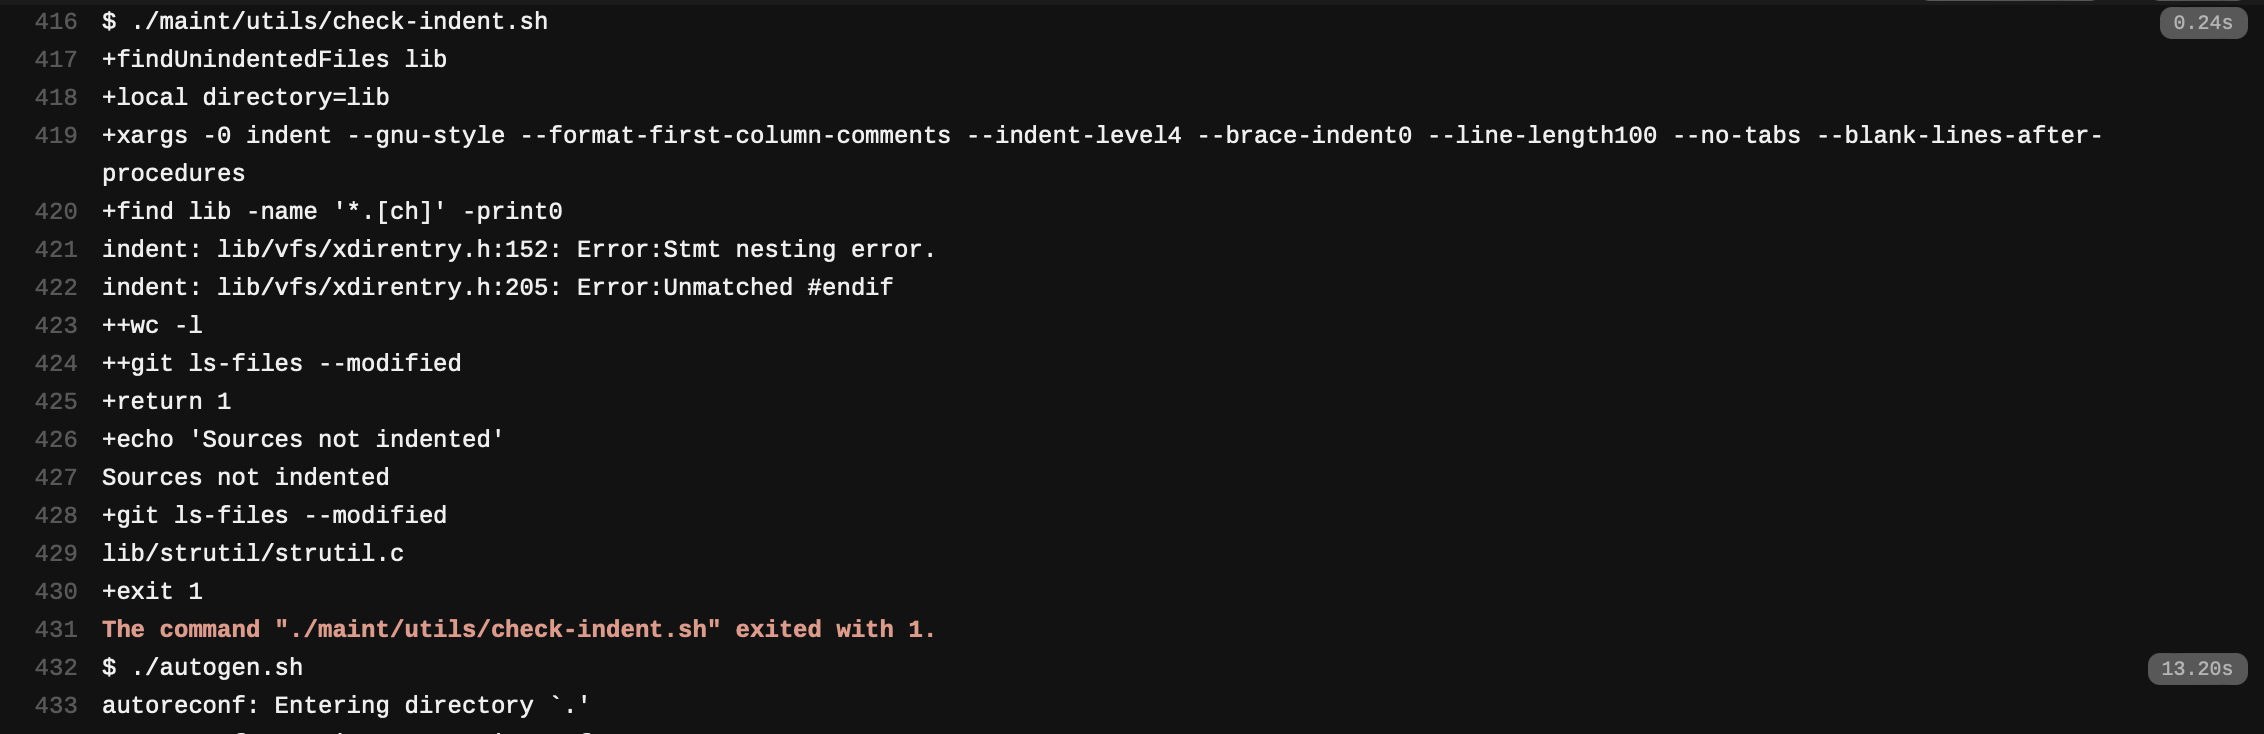 416 $ ./maint/utils/check-indent.sh 0.24s
417 +findUnindentedFiles lib
418 +local directory=lib
419 +xargs -0 indent --gnu-style --format-first-column-comments --indent-level4 --brace-indent0 --line-length100 --no-tabs --blank-lines-after-
procedures
420 +find lib -name '*.[ch]' -print0
421 indent: lib/vfs/xdirentry.h:152: Error:Stmt nesting error.
422 indent: lib/vfs/xdirentry.h:205: Error:Unmatched #endif
423 ++wc -l
424 ++git ls-files --modified
425 +return 1
426 +echo 'Sources not indented'
427 Sources not indented
428 +git ls-files --modified
429 lib/strutil/strutil.c
430 +exit 1
431 The command "./maint/utils/check-indent.sh" exited with 1.
432 $ ./autogen.sh 13.20s
433 autoreconf: Entering directory `.'